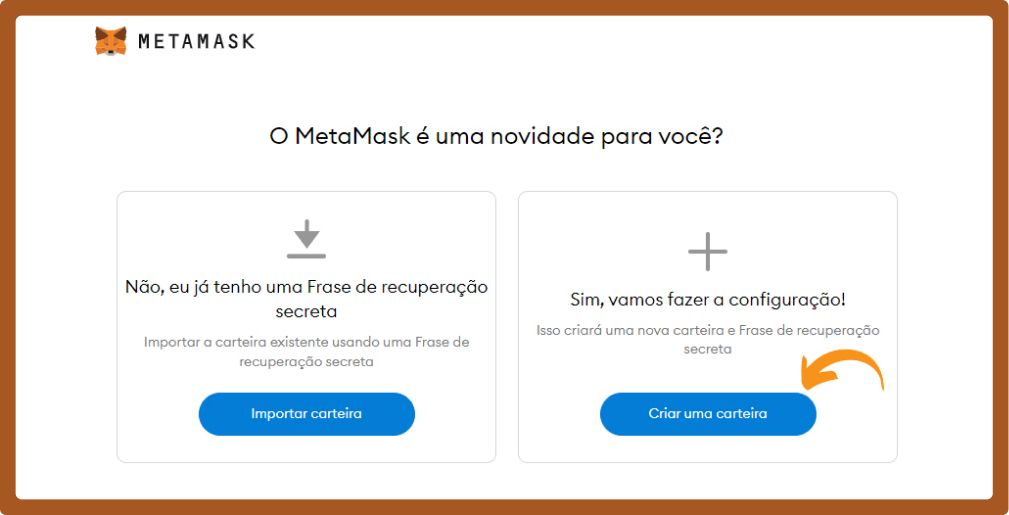 METAMASK
O MetaMask é uma novidade para você?
Não, eu já tenho uma Frase de recuperação
secreta
Importar a carteira existente usando uma Frase de
recuperação secreta
Importar carteira
Sim, vamos fazer a configuração!
Isso criará uma nova carteira e Frase de recuperação
secreta
Criar uma carteira